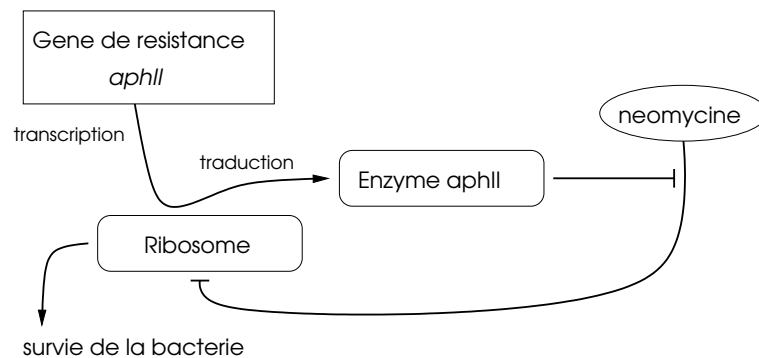 Gene de resistance
aphII
neomycine
transcription
traduction
Enzyme aphII
Ribosome
survie de la bacterie